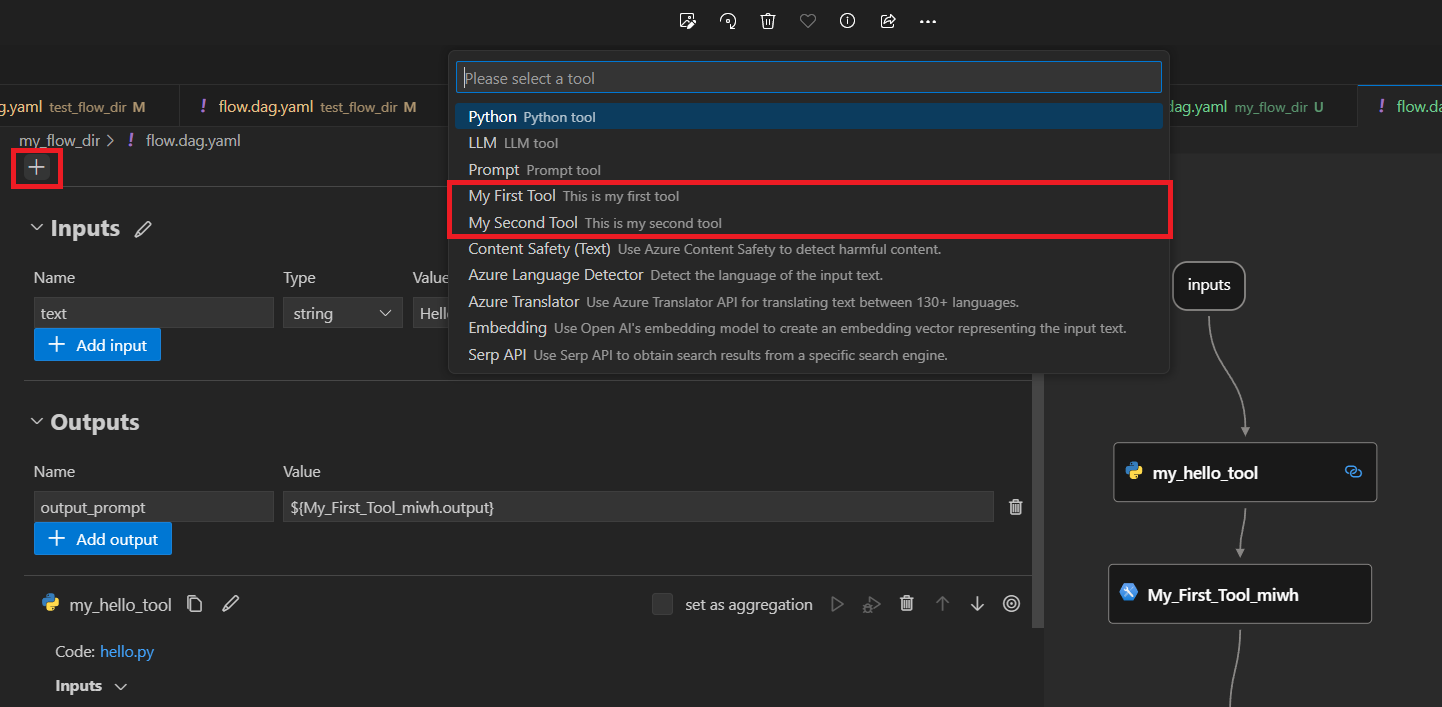 Please select a tool
g.yaml test_flow_dir M
! flow.dag.yaml test_flow_dir M
dag.yaml my_flow_dir U
! flow.da
my_flow_dir > ! flow.dag.yaml
Python Python tool
LLM LLM tool
Prompt Prompt tool
My First Tool This is my first tool
My Second Tool This is my second tool
Content Safety (Text) Use Azure Content Safety to detect harmful content.
Azure Language Detector Detect the language of the input text.
Azure Translator Use Azure Translator API for translating text between 130+ languages.
Embedding Use Open AI's embedding model to create an embedding vector representing the input text.
Serp API Use Serp API to obtain search results from a specific search engine.
Inputs
Name Type Value
text string Hell
Add input
Outputs
Name Value
output_prompt ${My_First_Tool_miwh.output}
Add output
my_hello_tool set as aggregation
Code: hello.py
Inputs
inputs
my_hello_tool
My_First_Tool_miwh